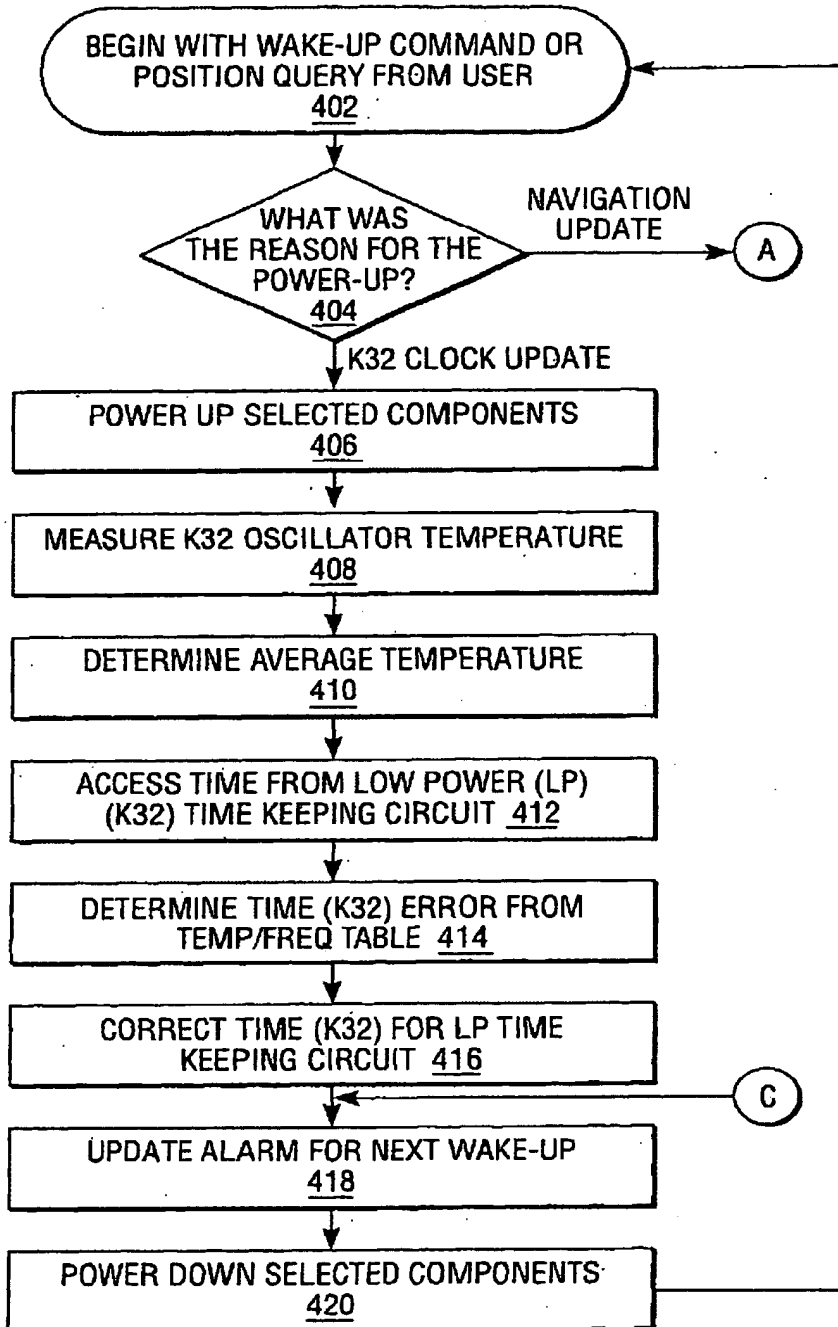 BEGIN WITH WAKE-UP COMMAND OR
POSITION QUERY FROM USER
402
WHAT WAS
THE REASON FOR THE
POWER-UP?
404
NAVIGATION
UPDATE
A
K32 CLOCK UPDATE
POWER UP SELECTED COMPONENTS
406
MEASURE K32 OSCILLATOR TEMPERATURE
408
DETERMINE AVERAGE TEMPERATURE
410
ACCESS TIME FROM LOW POWER (LP)
(K32) TIME KEEPING CIRCUIT 412
DETERMINE TIME (K32) ERROR FROM
TEMP/FREQ TABLE 414
CORRECT TIME (K32) FOR LP TIME
KEEPING CIRCUIT 416
C
UPDATE ALARM FOR NEXT WAKE-UP
418
POWER DOWN SELECTED COMPONENTS
420